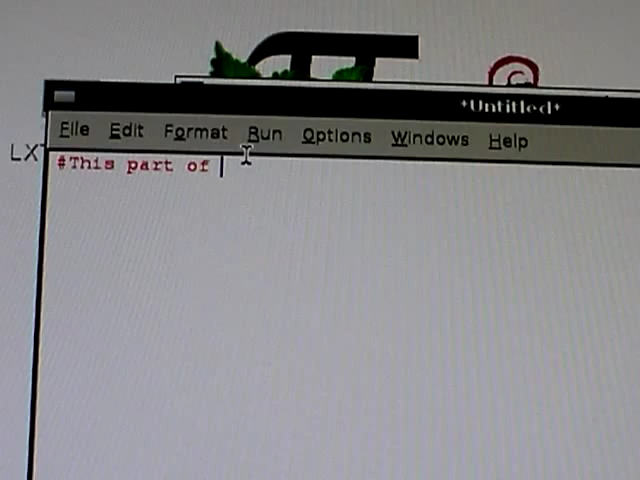 *Untitled*
File Edit Format Run Options Windows Help
LX
#This part of